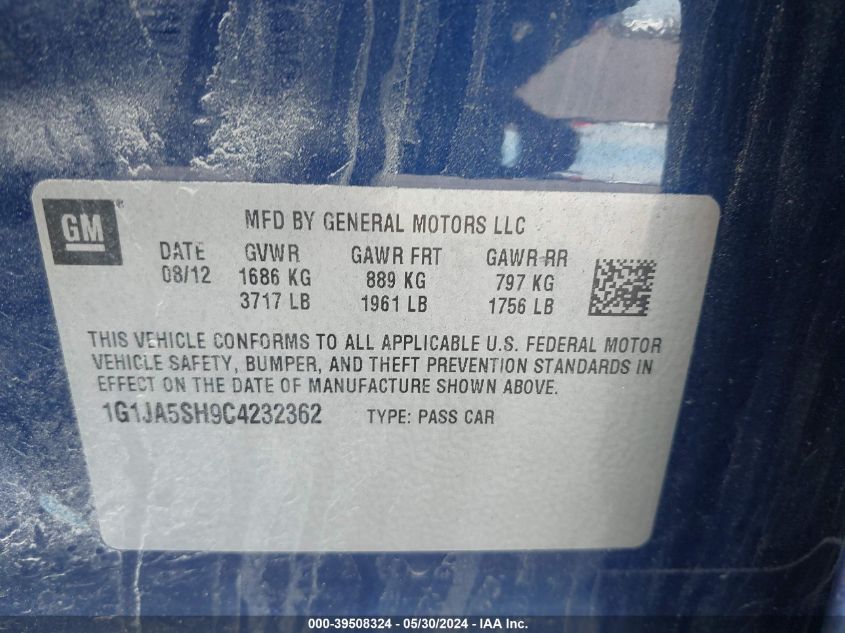 GM ®
MFD BY GENERAL MOTORS LLC
DATE GVWR GAWR FRT GAWR RR
08/12 1686 KG 889 KG 797 KG
3717 LB 1961 LB 1756 LB
THIS VEHICLE CONFORMS TO ALL APPLICABLE U.S. FEDERAL MOTOR
VEHICLE SAFETY, BUMPER, AND THEFT PREVENTION STANDARDS IN
EFFECT ON THE DATE OF MANUFACTURE SHOWN ABOVE.
1G1JA5SH9C4232362 TYPE: PASS CAR
000-39508324 - 05/30/2024 - IAA Inc.